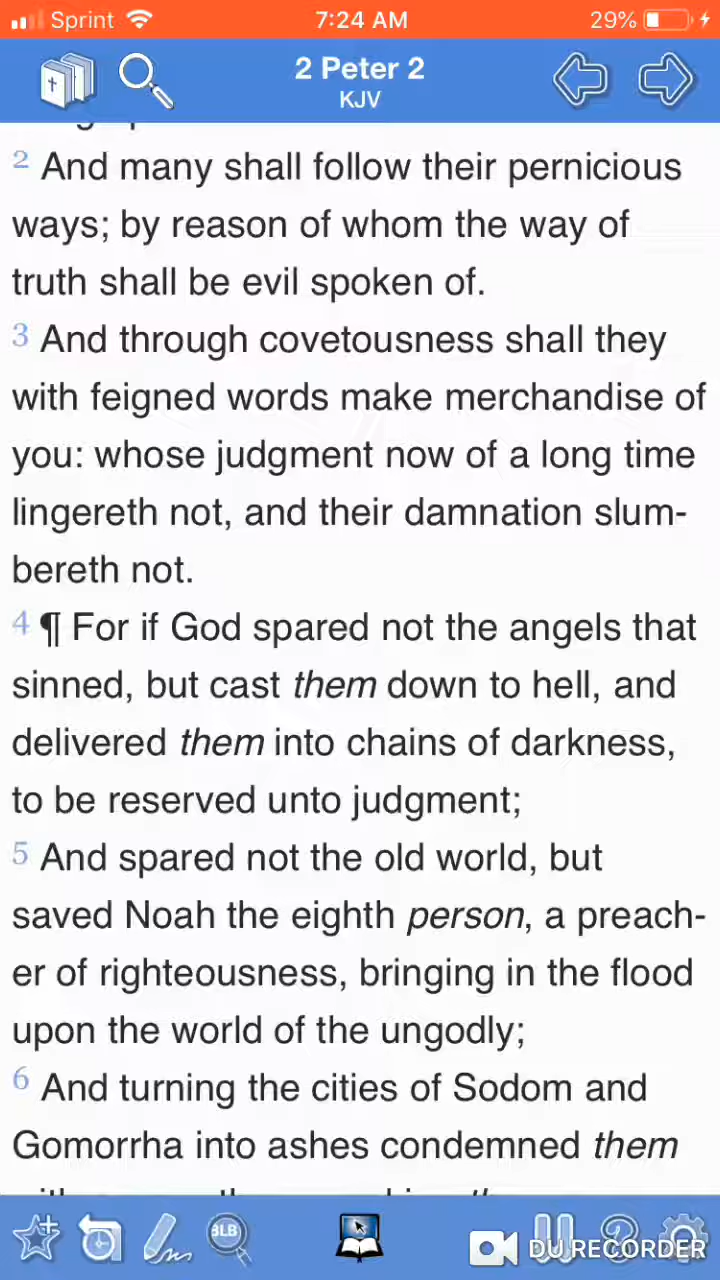 Sprint 7:24 AM 29%
2 Peter 2
KJV
2 And many shall follow their pernicious
ways; by reason of whom the way of
truth shall be evil spoken of.
3 And through covetousness shall they
with feigned words make merchandise of
you: whose judgment now of a long time
lingereth not, and their damnation slum-
bereth not.
4 ¶ For if God spared not the angels that
sinned, but cast them down to hell, and
delivered them into chains of darkness,
to be reserved unto judgment;
5 And spared not the old world, but
saved Noah the eighth person, a preach-
er of righteousness, bringing in the flood
upon the world of the ungodly;
6 And turning the cities of Sodom and
Gomorrha into ashes condemned them
BLB
DU RECORDER